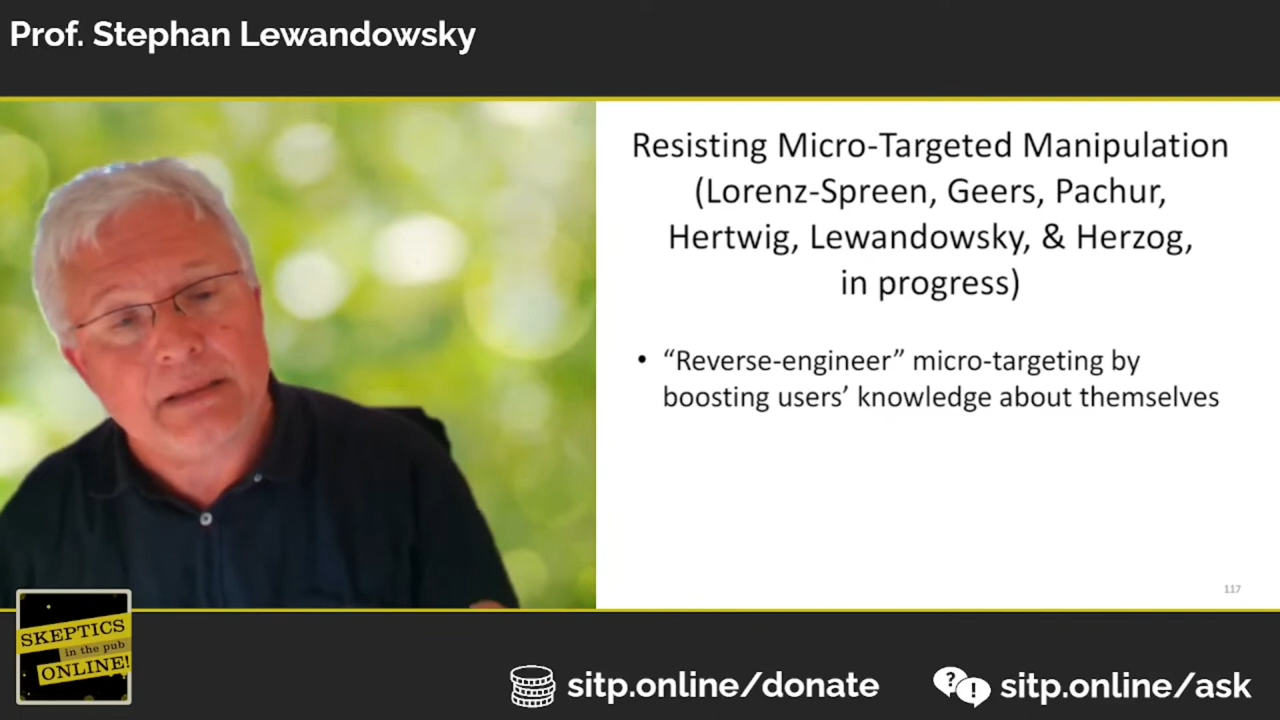 Prof. Stephan Lewandowsky
Resisting Micro-Targeted Manipulation
(Lorenz-Spreen, Geers, Pachur,
Hertwig, Lewandowsky, & Herzog,
in progress)
• “Reverse-engineer” micro-targeting by
boosting users’ knowledge about themselves
117
SKEPTICS
in the pub
ONLINE!
sitp.online/donate
?!
sitp.online/ask